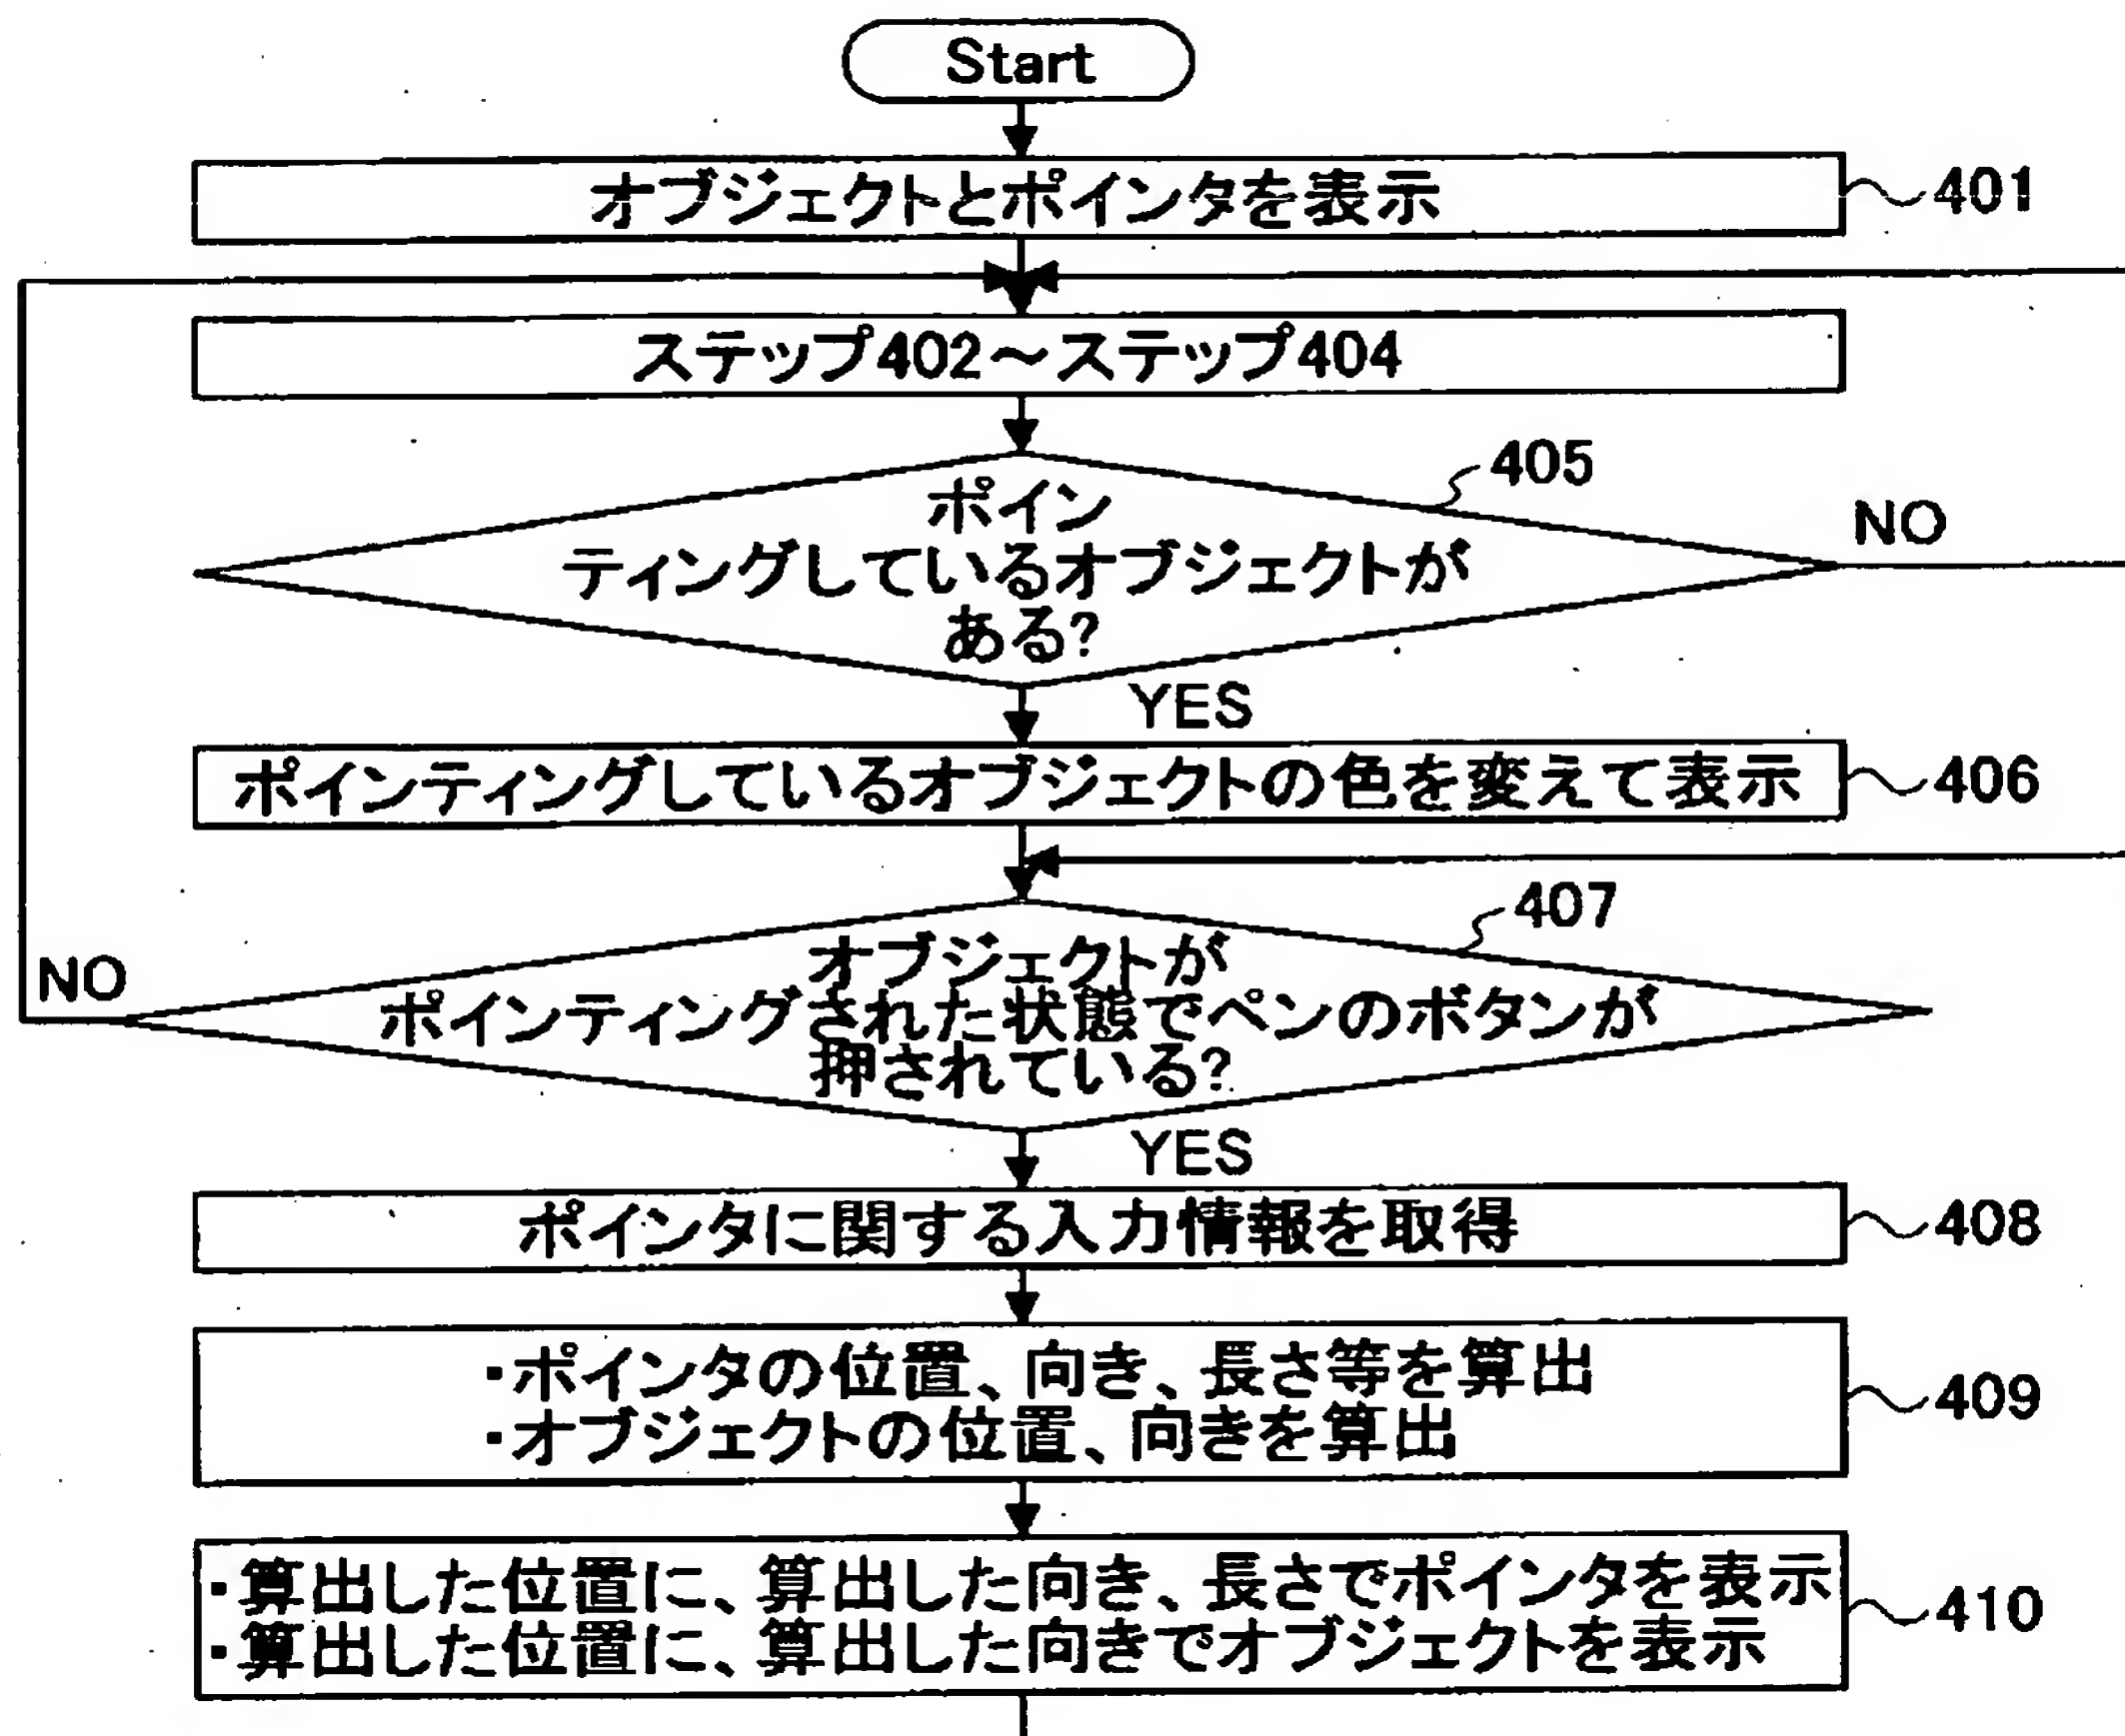 Start
オブジェクトとポインタを表示
401
ステップ402～ステップ404
405
ポイン
ティングしているオブジェクトが
ある?
NO
YES
ポインティングしているオブジェクトの色を変えて表示
406
407
オブジェクトが
ポインティングされた状態でペンのボタンが
押されている?
NO
YES
ポインタに関する入力情報を取得
408
・ポインタの位置、向き、長さ等を算出
・オブジェクトの位置、向きを算出
409
・算出した位置に、算出した向き、長さでポインタを表示
・算出した位置に、算出した向きでオブジェクトを表示
410